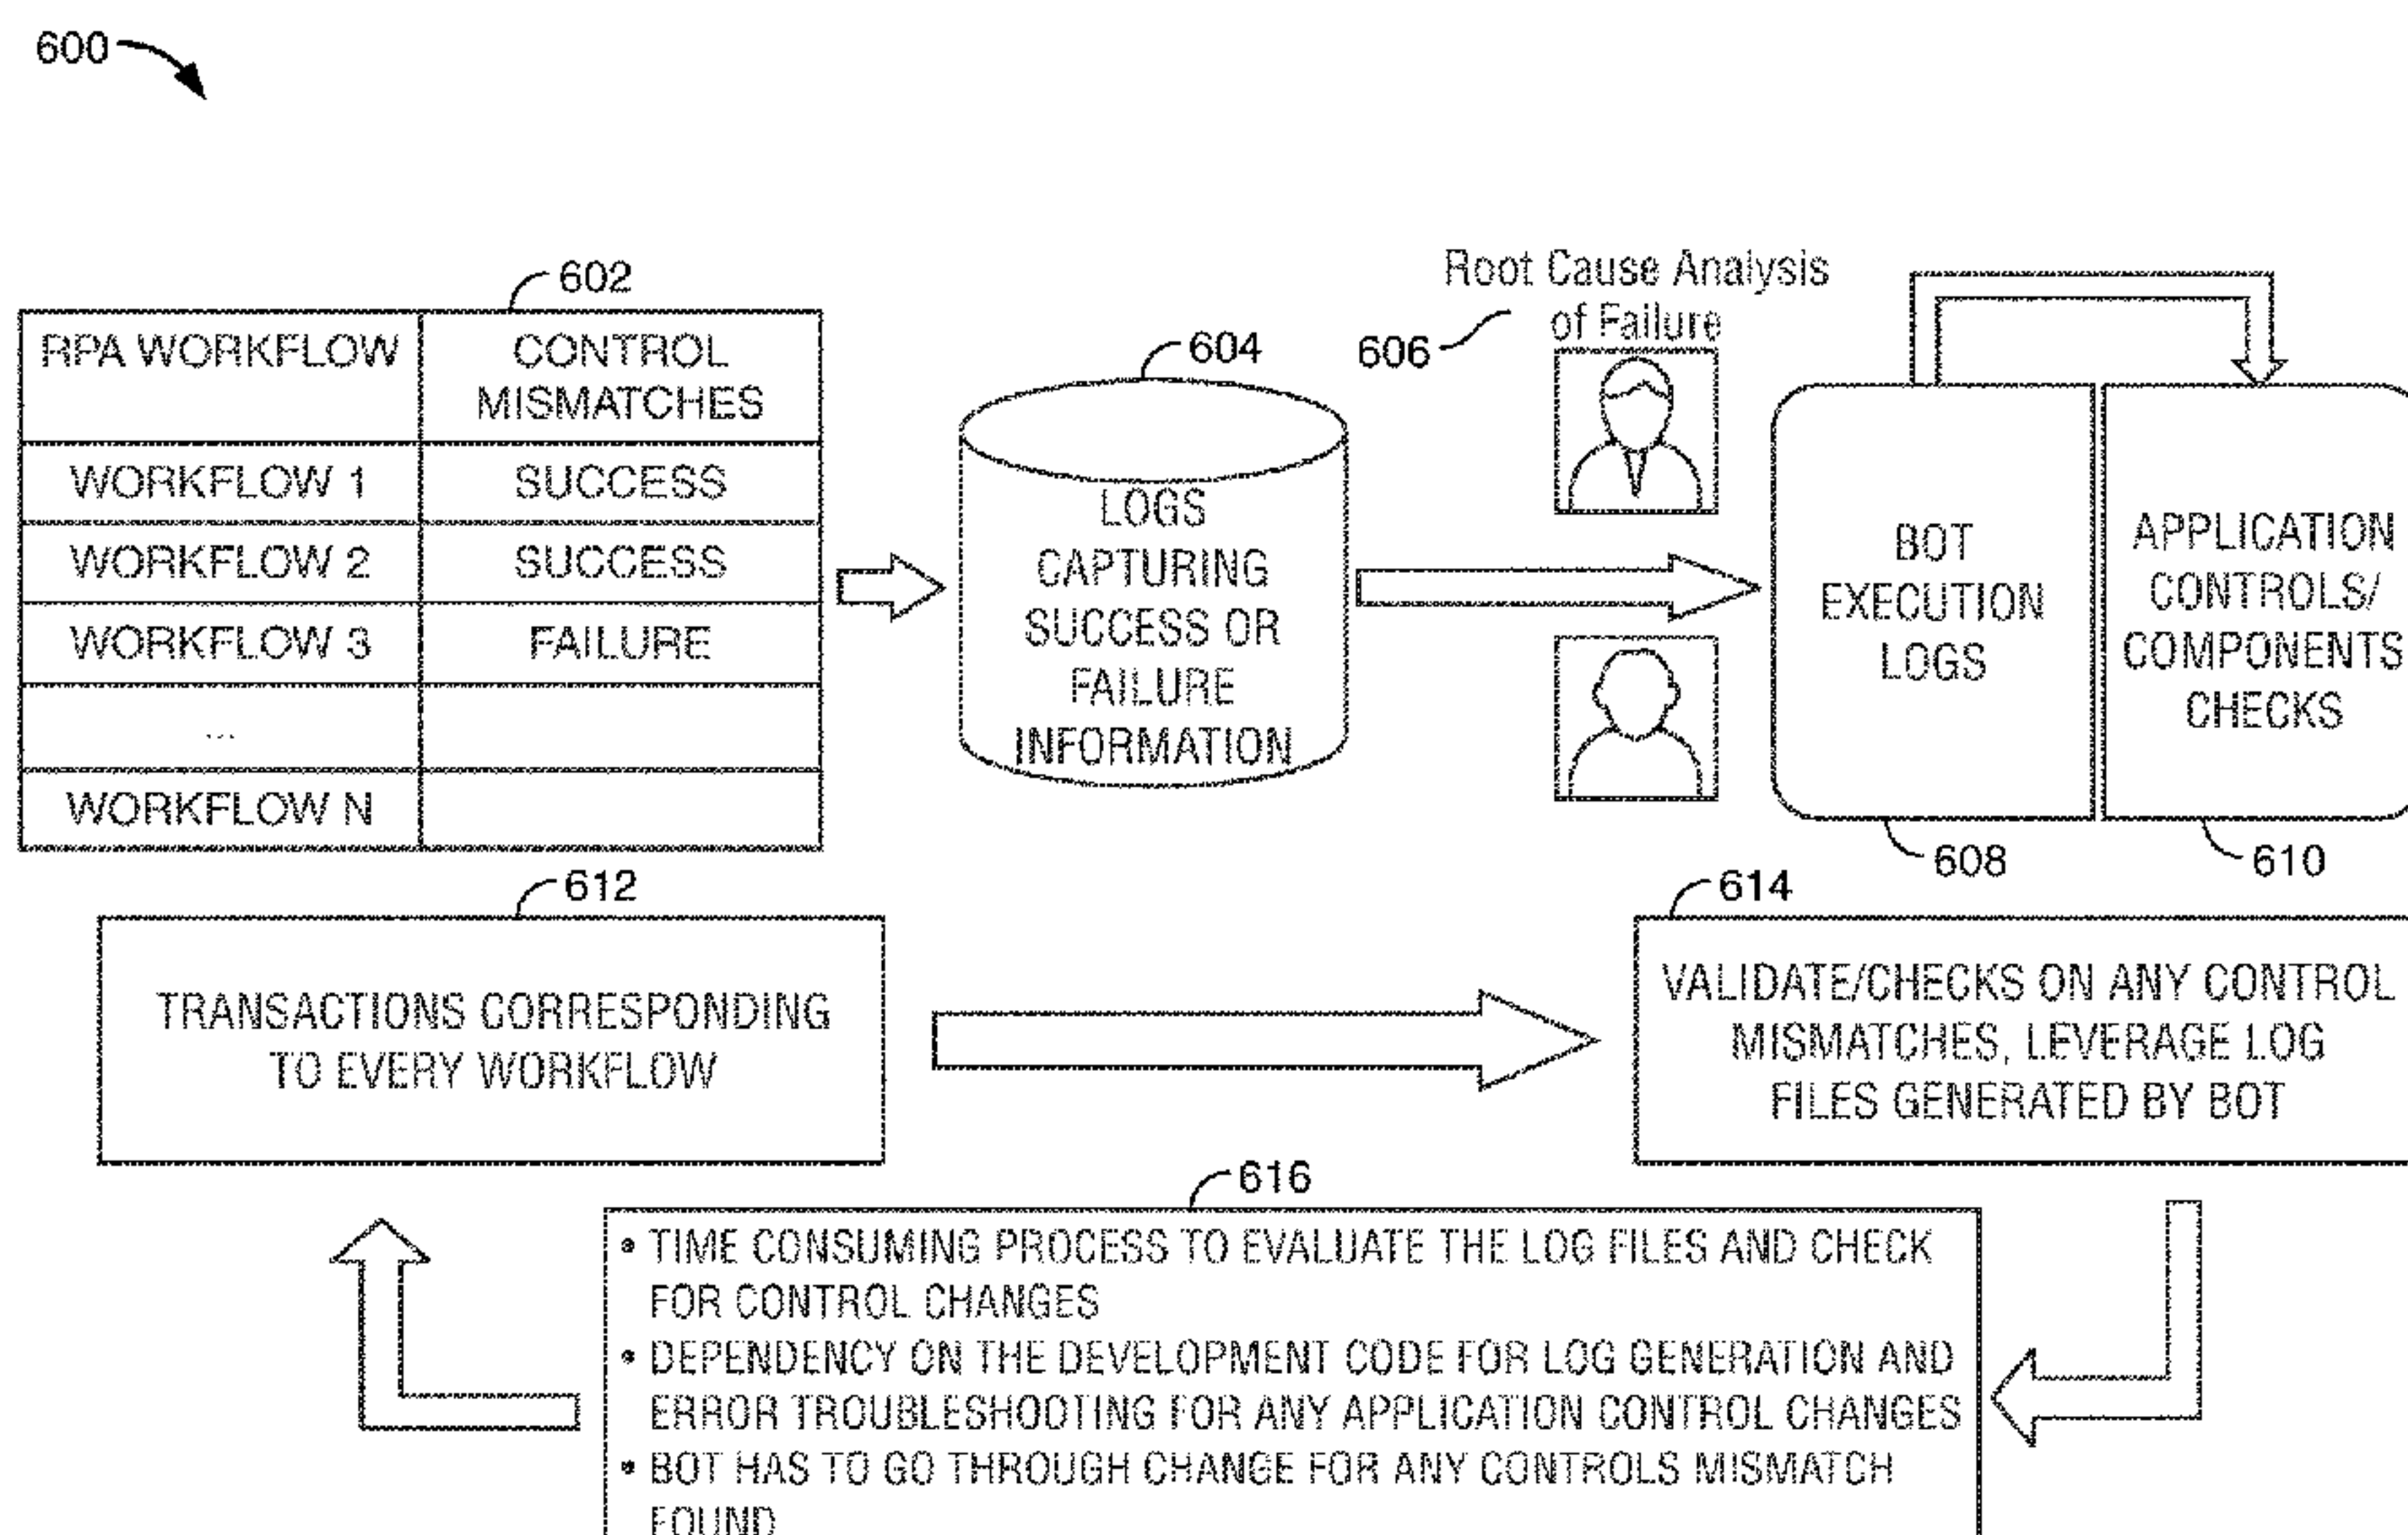 600
602
RPA WORKFLOW
CONTROL
MISMATCHES
WORKFLOW 1
SUCCESS
WORKFLOW 2
SUCCESS
WORKFLOW 3
FAILURE
...
WORKFLOW N
604
LOGS
CAPTURING
SUCCESS OR
FAILURE
INFORMATION
Root Cause Analysis
of Failure
606
BOT
EXECUTION
LOGS
608
APPLICATION
CONTROLS/
COMPONENTS
CHECKS
610
612
TRANSACTIONS CORRESPONDING
TO EVERY WORKFLOW
614
VALIDATE/CHECKS ON ANY CONTROL
MISMATCHES, LEVERAGE LOG
FILES GENERATED BY BOT
616
• TIME CONSUMING PROCESS TO EVALUATE THE LOG FILES AND CHECK
FOR CONTROL CHANGES
• DEPENDENCY ON THE DEVELOPMENT CODE FOR LOG GENERATION AND
ERROR TROUBLESHOOTING FOR ANY APPLICATION CONTROL CHANGES
• BOT HAS TO GO THROUGH CHANGE FOR ANY CONTROLS MISMATCH
FOUND